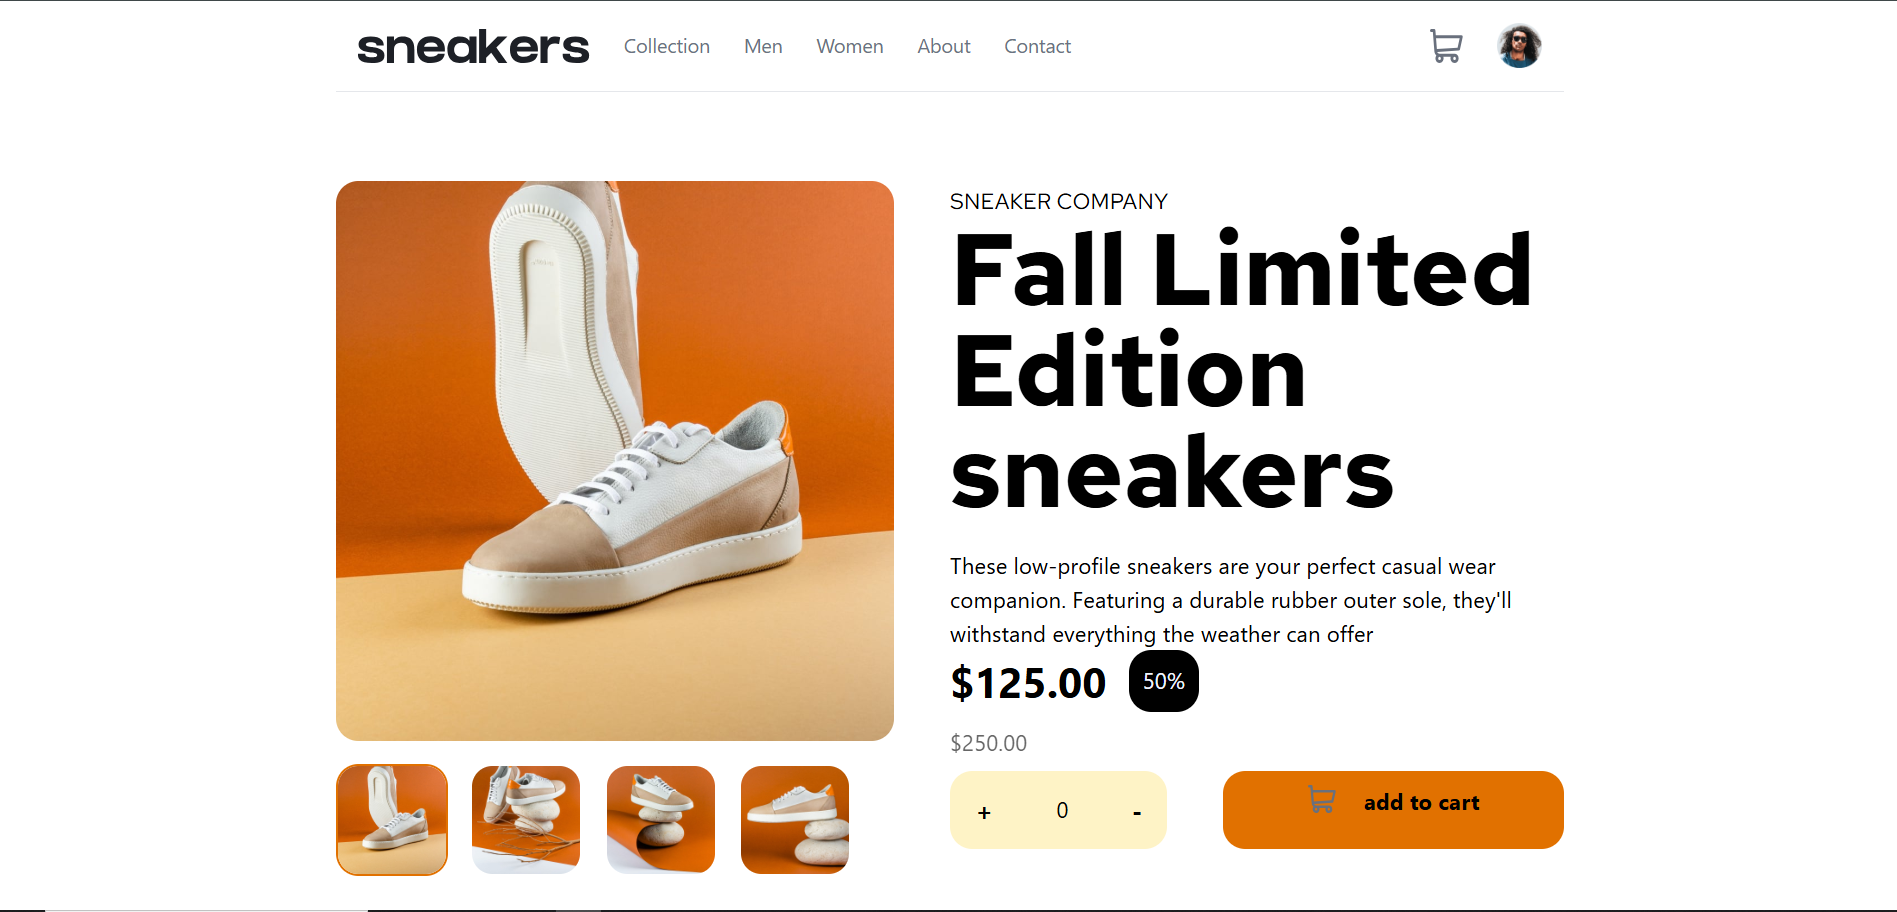 sneakers Collection Men Women About Contact
SNEAKER COMPANY
Fall Limited
Edition
sneakers
These low-profile sneakers are your perfect casual wear
companion. Featuring a durable rubber outer sole, they'll
withstand everything the weather can offer
$125.00 50%
$250.00
+ 0 - add to cart